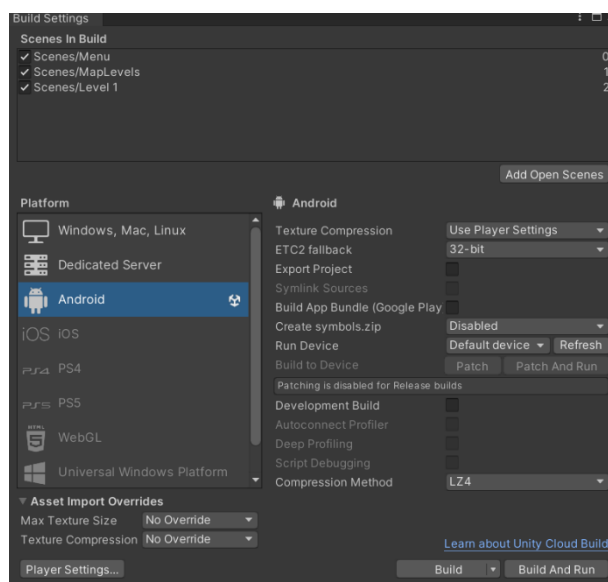 Build Settings
Scenes In Build
Scenes/Menu 0
Scenes/MapLevels 1
Scenes/Level 1 2
Add Open Scenes
Platform
Windows, Mac, Linux
Dedicated Server
Android
iOS iOS
PS4 PS4
PS5 PS5
HTML 5 WebGL
Universal Windows Platform
Android
Texture Compression Use Player Settings
ETC2 fallback 32-bit
Export Project
Symlink Sources
Build App Bundle (Google Play
Create symbols.zip Disabled
Run Device Default device Refresh
Build to Device Patch Patch And Run
Patching is disabled for Release builds
Development Build
Autoconnect Profiler
Deep Profiling
Script Debugging
Compression Method LZ4
Asset Import Overrides
Max Texture Size No Override
Texture Compression No Override
Learn about Unity Cloud Build
Player Settings... Build Build And Run